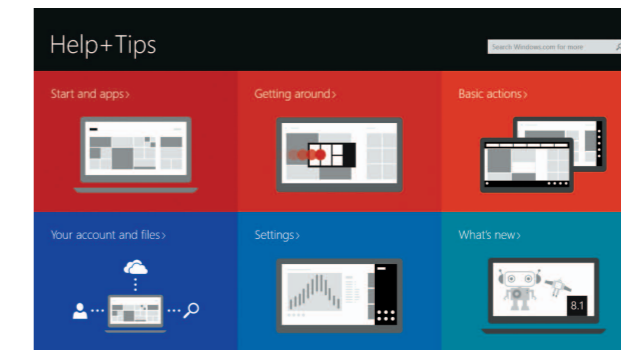 Help+Tips
Search Windows.com for more
Start and apps>
Getting around>
Basic actions>
Your account and files>
Settings>
What's new>
8.1